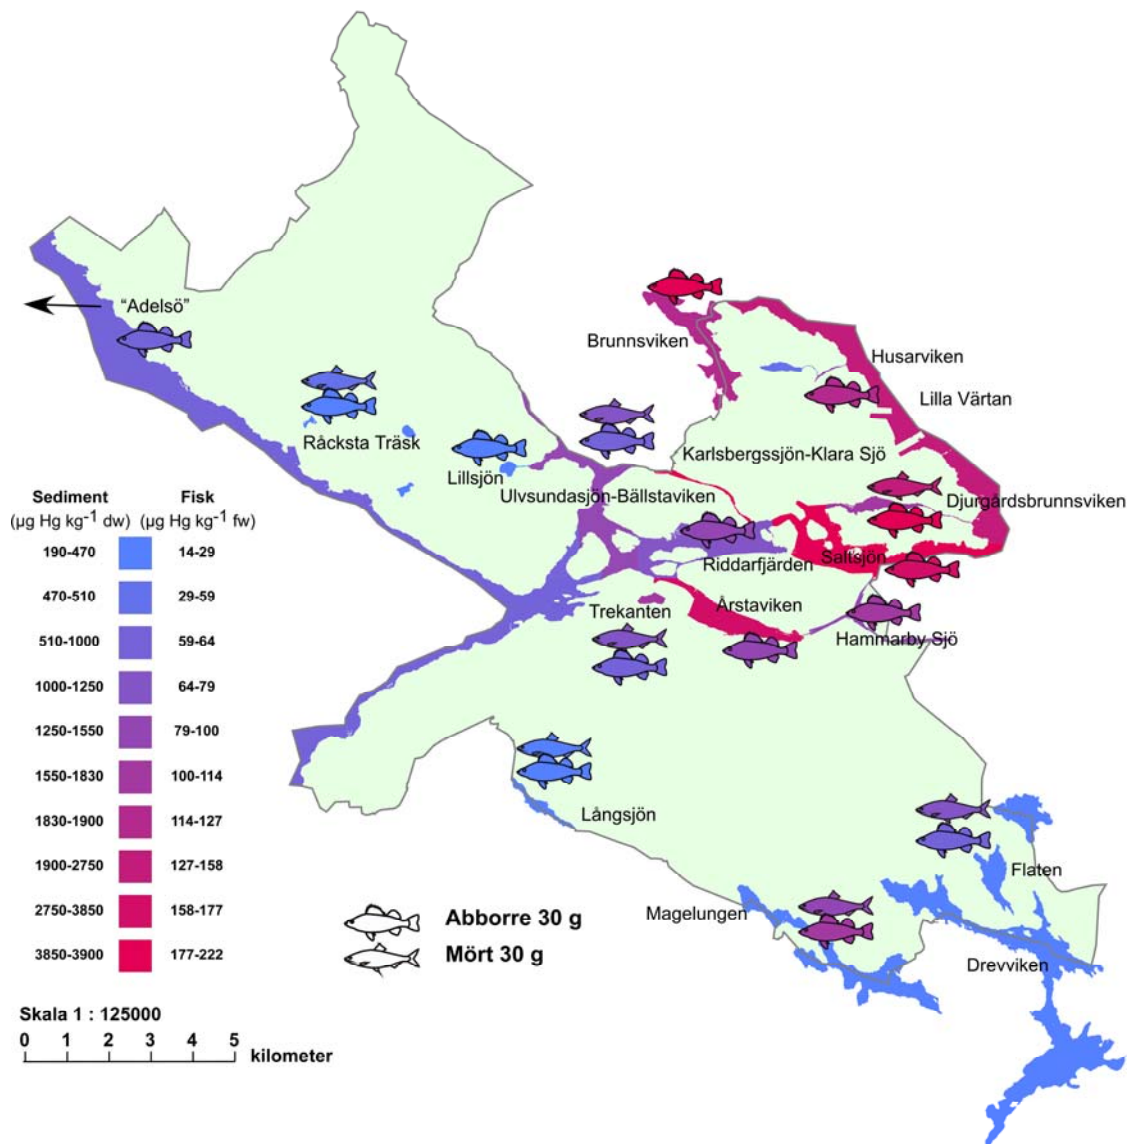 "Adelsö"
Brunnsviken
Husarviken
Lilla Värtan
Råcksta Träsk
Lillsjön
Karlsbergssjön-Klara Sjö
Ulvsundasjön-Bällstaviken
Djurgårdsbrunnsviken
Saltsjön
Riddarfjärden
Trekanten
Årstaviken
Hammarby Sjö
Långsjön
Flaten
Magelungen
Drevviken
Sediment Fisk
(µg Hg kg-1 dw) (µg Hg kg-1 fw)
190-470 14-29
470-510 29-59
510-1000 59-64
1000-1250 64-79
1250-1550 79-100
1550-1830 100-114
1830-1900 114-127
1900-2750 127-158
2750-3850 158-177
3850-3900 177-222
Abborre 30 g
Mört 30 g
Skala 1 : 125000
0 1 2 3 4 5
kilometer